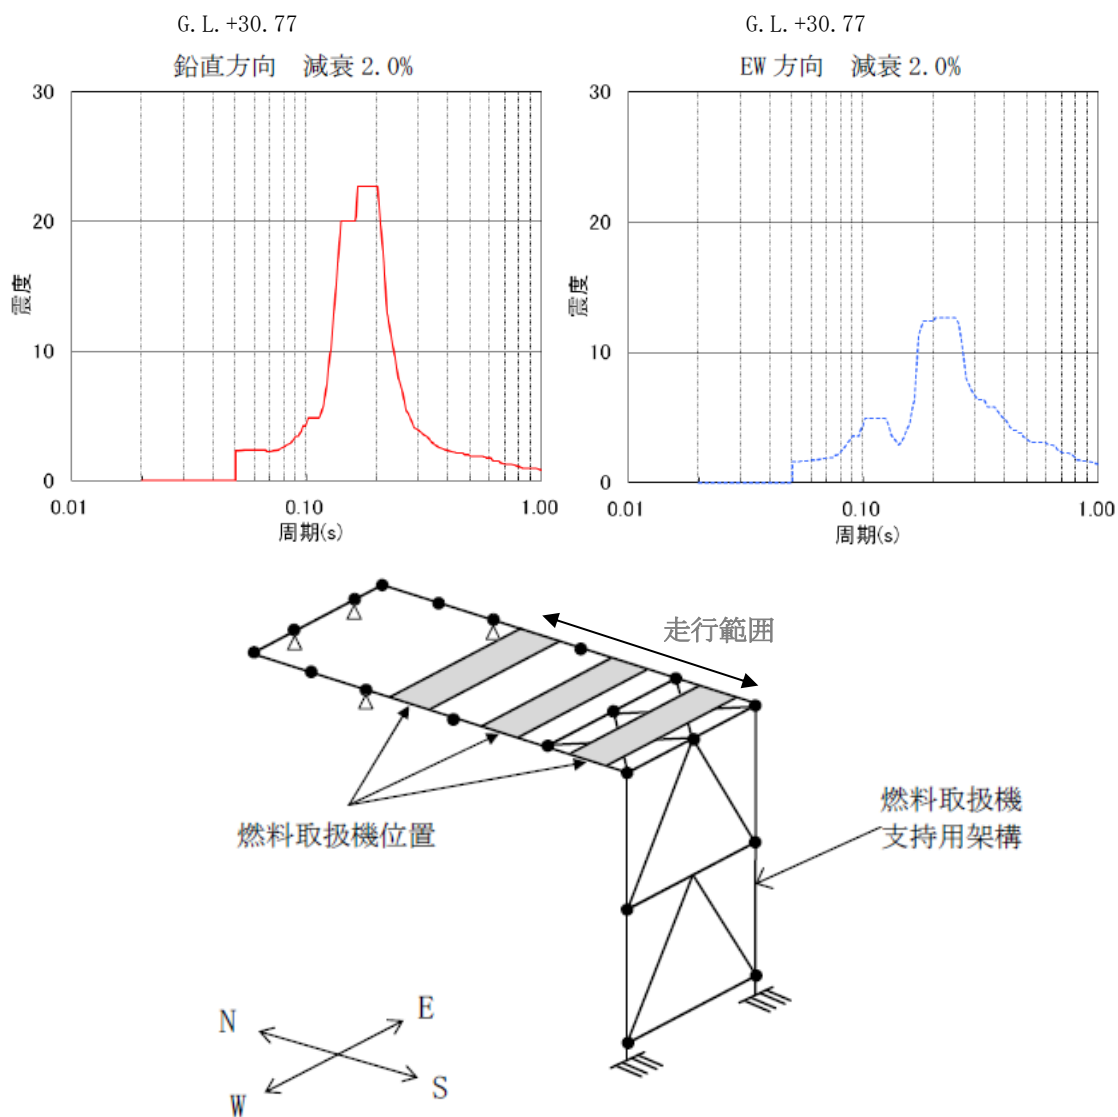 G.L.+30.77
鉛直方向　減衰 2.0%
30
20
10
0
震度
0.01
0.10
1.00
周期(s)
G.L.+30.77
EW 方向　減衰 2.0%
30
20
10
0
震度
0.01
0.10
1.00
周期(s)
走行範囲
燃料取扱機位置
燃料取扱機
支持用架構
N
E
W
S